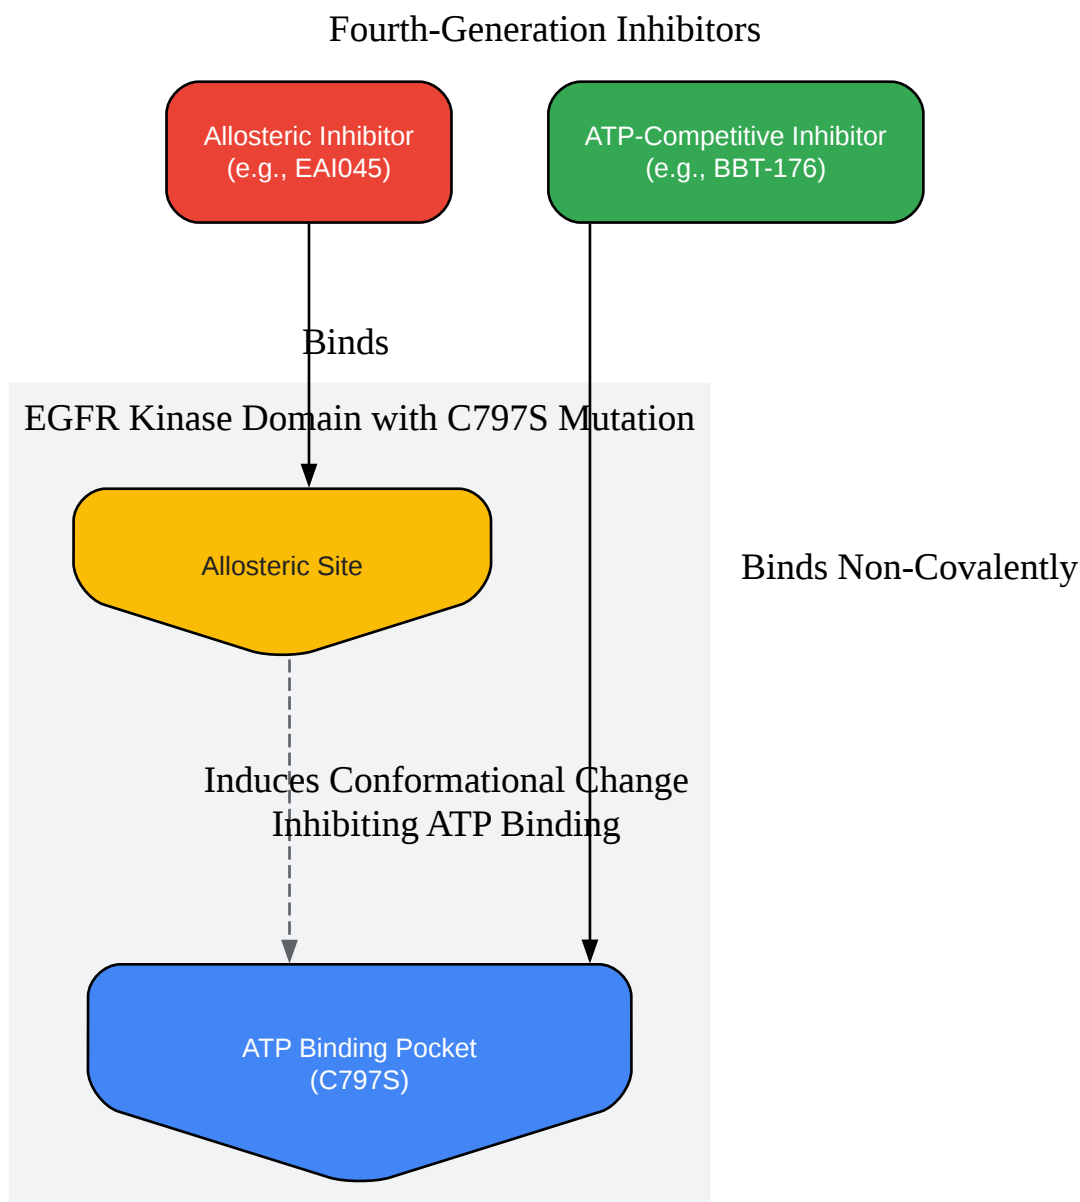 Fourth-Generation Inhibitors
Allosteric Inhibitor
(e.g., EAI045)
ATP-Competitive Inhibitor
(e.g., BBT-176)
Binds
EGFR Kinase Domain with C797S Mutation
Allosteric Site
Binds Non-Covalently
Induces Conformational Change
Inhibiting ATP Binding
ATP Binding Pocket
(C797S)